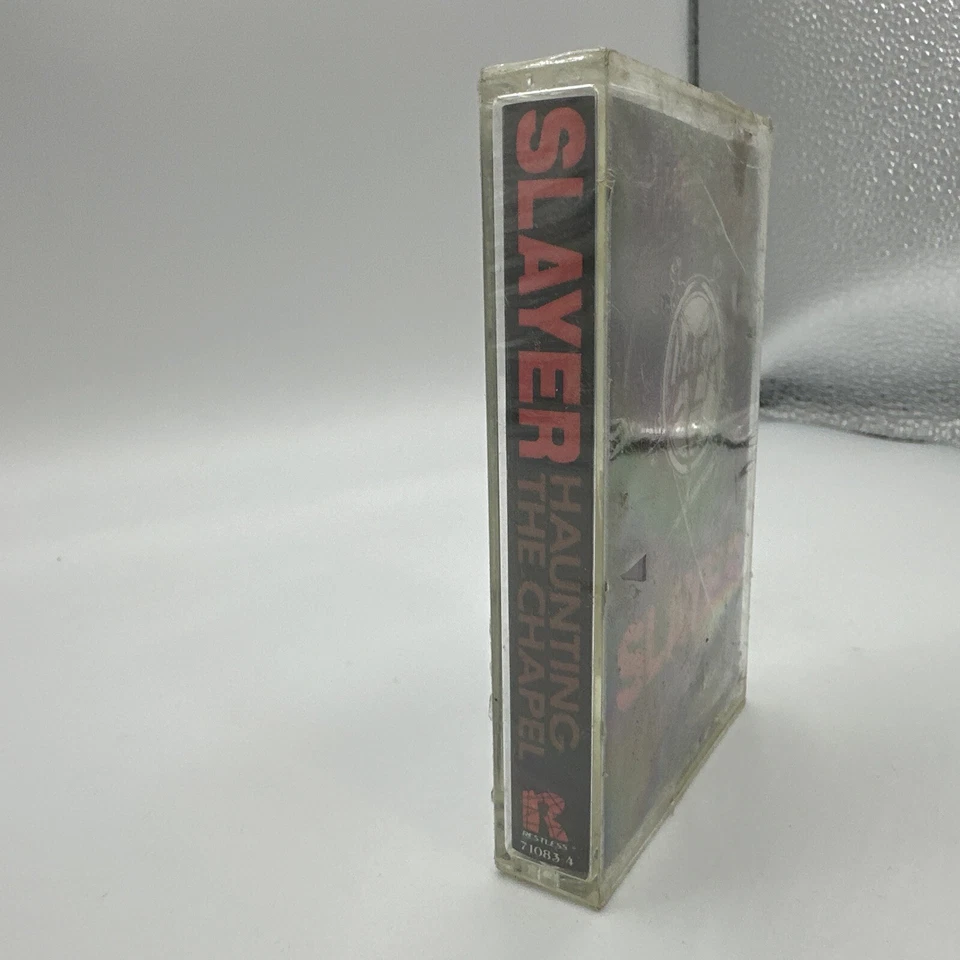 SLAYER
HAUNTING
THE CHAPEL
RESTLESS
71083 4